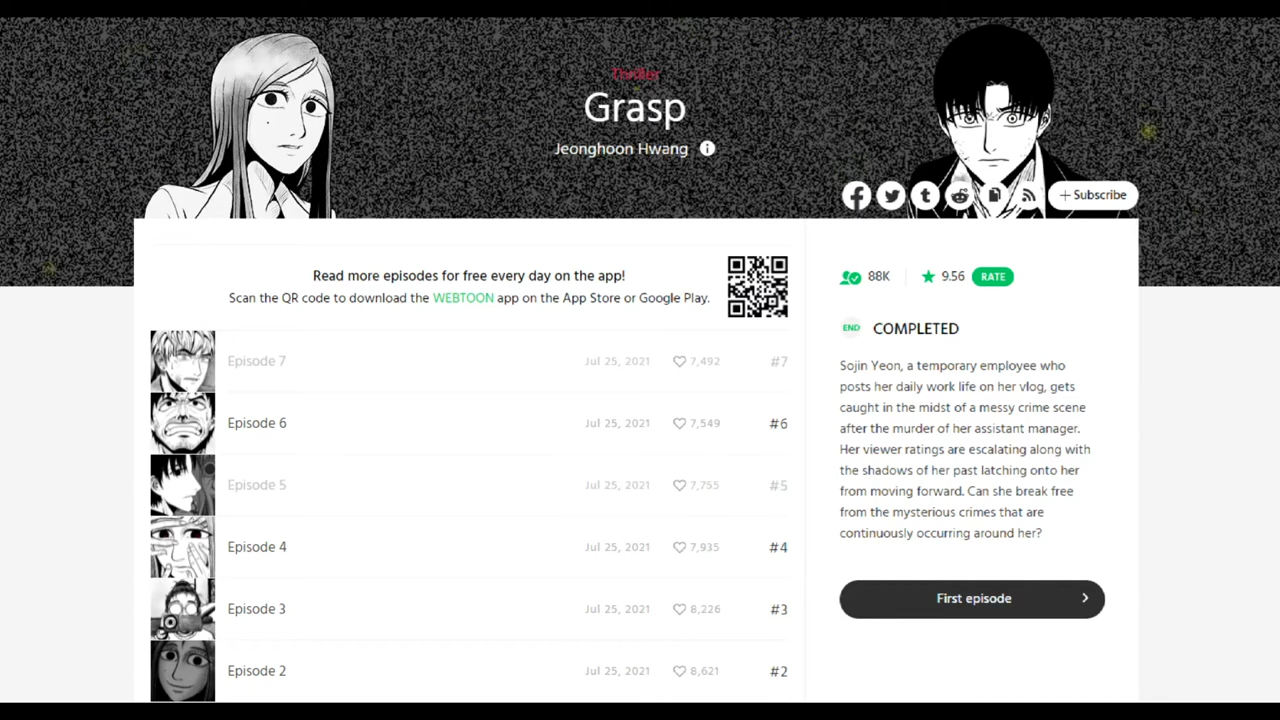 Thriller
Grasp
Jeonghoon Hwang
+ Subscribe
Read more episodes for free every day on the app!
Scan the QR code to download the WEBTOON app on the App Store or Google Play.
Episode 7 Jul 25, 2021 7,492 #7
Episode 6 Jul 25, 2021 7,549 #6
Episode 5 Jul 25, 2021 7,755 #5
Episode 4 Jul 25, 2021 7,935 #4
Episode 3 Jul 25, 2021 8,226 #3
Episode 2 Jul 25, 2021 8,621 #2
88K 9.56 RATE
END COMPLETED
Sojin Yeon, a temporary employee who
posts her daily work life on her vlog, gets
caught in the midst of a messy crime scene
after the murder of her assistant manager.
Her viewer ratings are escalating along with
the shadows of her past latching onto her
from moving forward. Can she break free
from the mysterious crimes that are
continuously occurring around her?
First episode